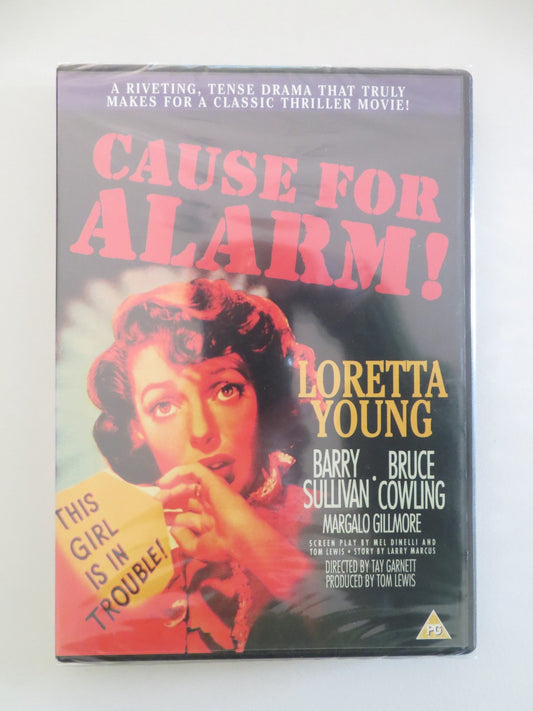 A RIVETING, TENSE DRAMA THAT TRULY
MAKES FOR A CLASSIC THRILLER MOVIE!
CAUSE FOR
ALARM!
LORETTA
YOUNG
BARRY SULLIVAN · BRUCE COWLING
MARGALO GILLMORE
SCREEN PLAY BY MEL DINELLI AND
TOM LEWIS • STORY BY LARRY MARCUS
DIRECTED BY TAY GARNETT
PRODUCED BY TOM LEWIS
THIS
GIRL
IS IN
TROUBLE!
PG